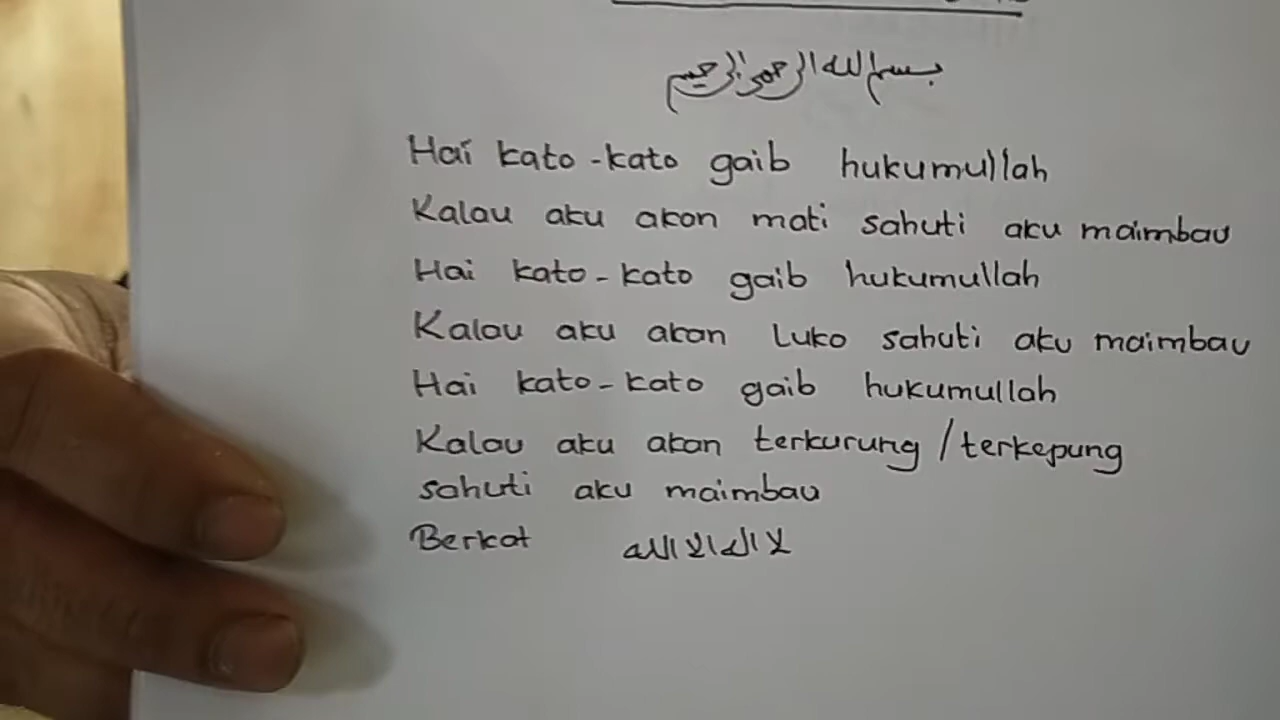 بسم الله الرحمن الرحيم
Hai kato-kato gaib hukumullah
Kalau aku akan mati sahuti aku maimbau
Hai kato-kato gaib hukumullah
Kalau aku akan luko sahuti aku maimbau
Hai kato-kato gaib hukumullah
Kalau aku akan terkurung / terkepung
sahuti aku maimbau
Berkat لا اله الا الله